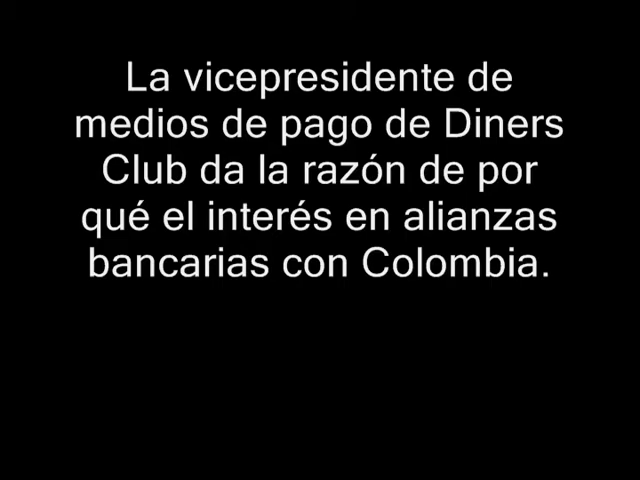 La vicepresidente de
medios de pago de Diners
Club da la razón de por
qué el interés en alianzas
bancarias con Colombia.